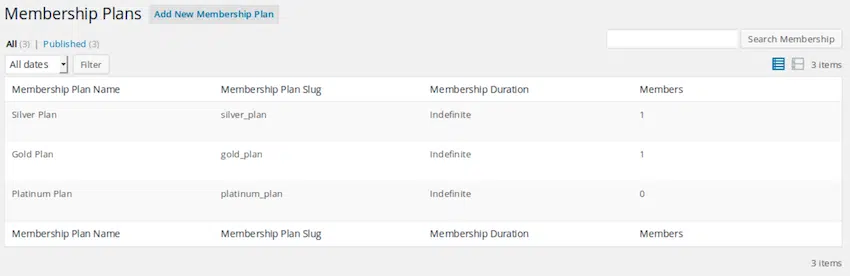 Membership Plans Add New Membership Plan
All (3) | Published (3)
Search Membership
All dates Filter 3 items
Membership Plan Name Membership Plan Slug Membership Duration Members
Silver Plan silver_plan Indefinite 1
Gold Plan gold_plan Indefinite 1
Platinum Plan platinum_plan Indefinite 0
Membership Plan Name Membership Plan Slug Membership Duration Members
3 items